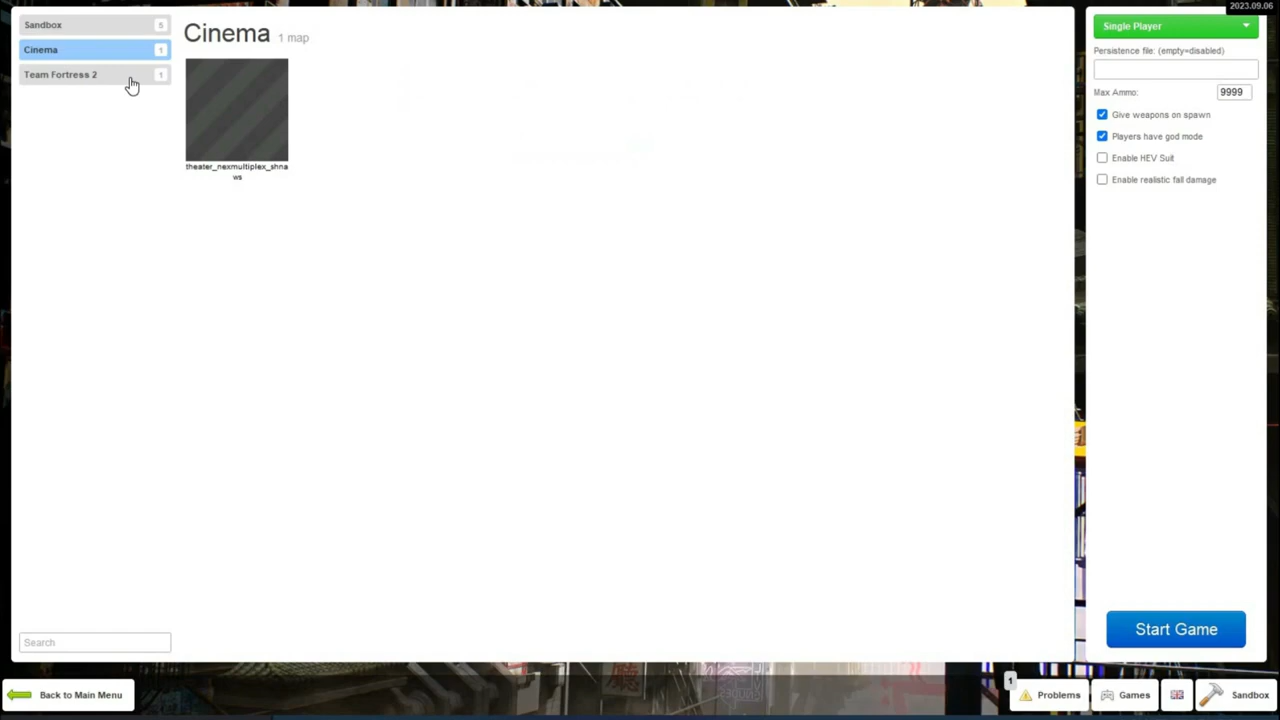 2023.09.06
Sandbox 5
Cinema 1
Team Fortress 2 1
Cinema 1 map
theater_nexmultiplex_shna
ws
Search
Single Player
Persistence file: (empty=disabled)
Max Ammo: 9999
Give weapons on spawn
Players have god mode
Enable HEV Suit
Enable realistic fall damage
Start Game
Back to Main Menu
1
Problems
Games
Sandbox